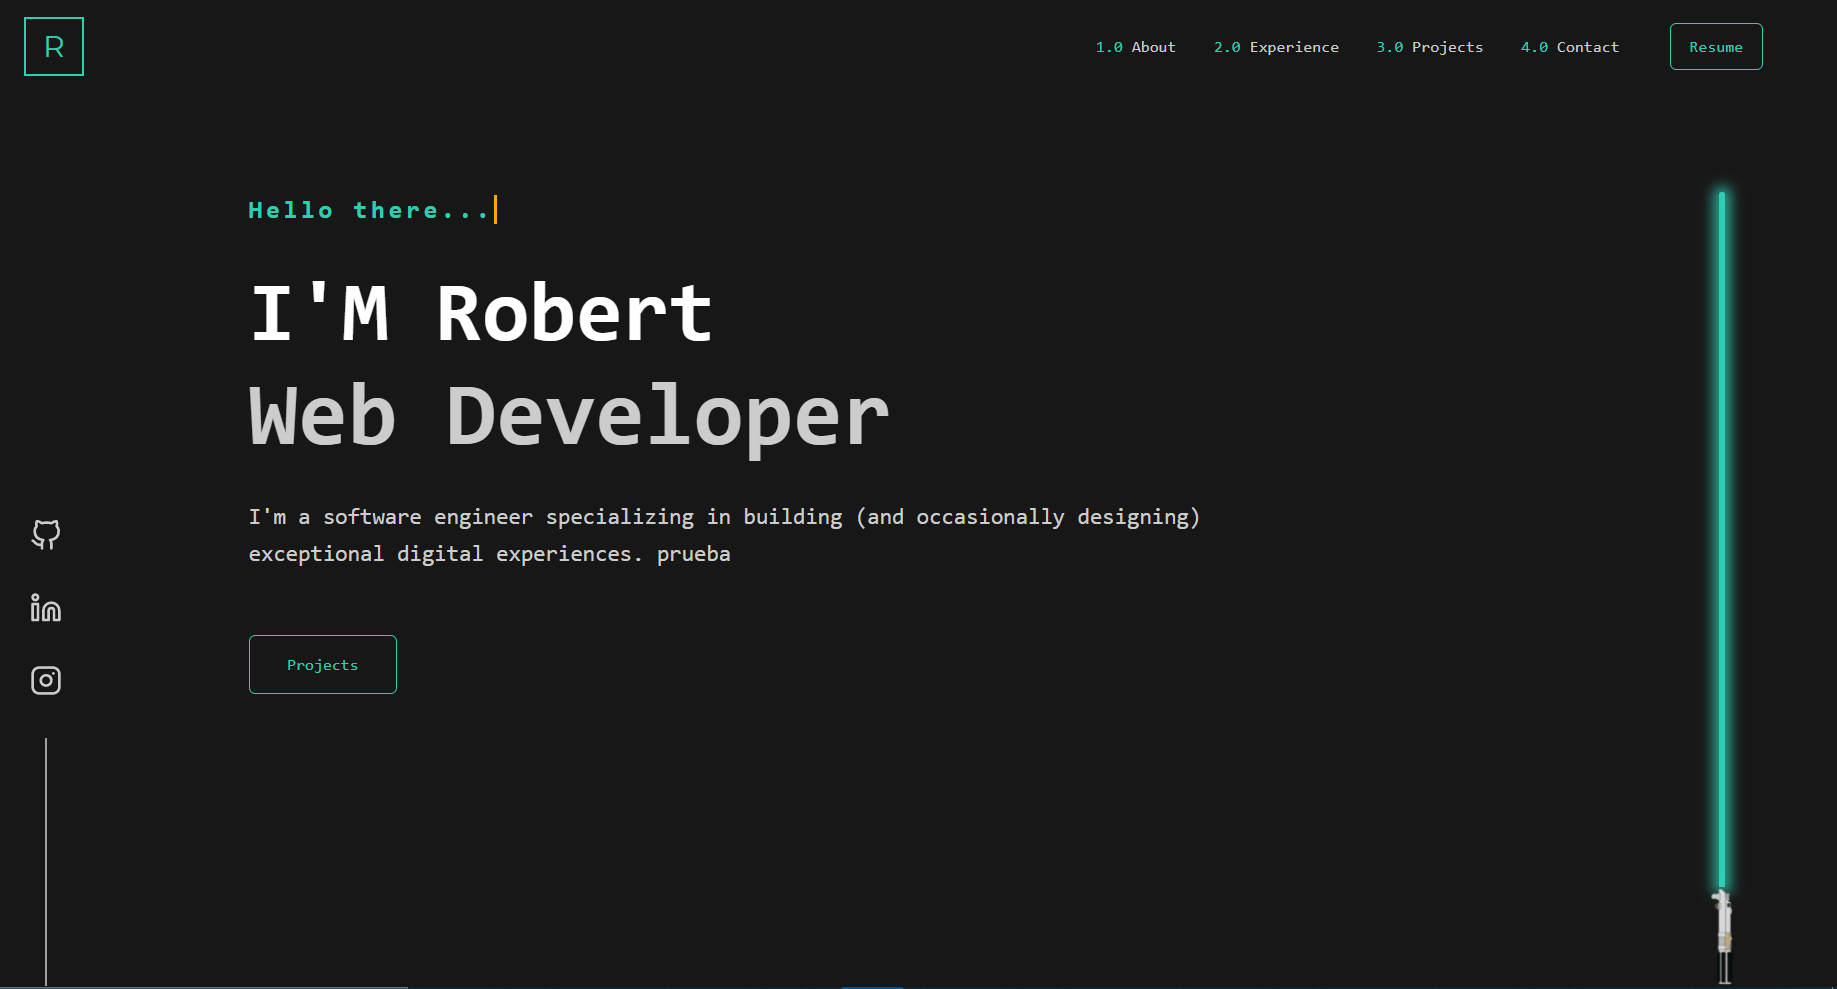 R
1.0 About 2.0 Experience 3.0 Projects 4.0 Contact Resume
Hello there...
I'M Robert
Web Developer
I'm a software engineer specializing in building (and occasionally designing)
exceptional digital experiences. prueba
in
Projects